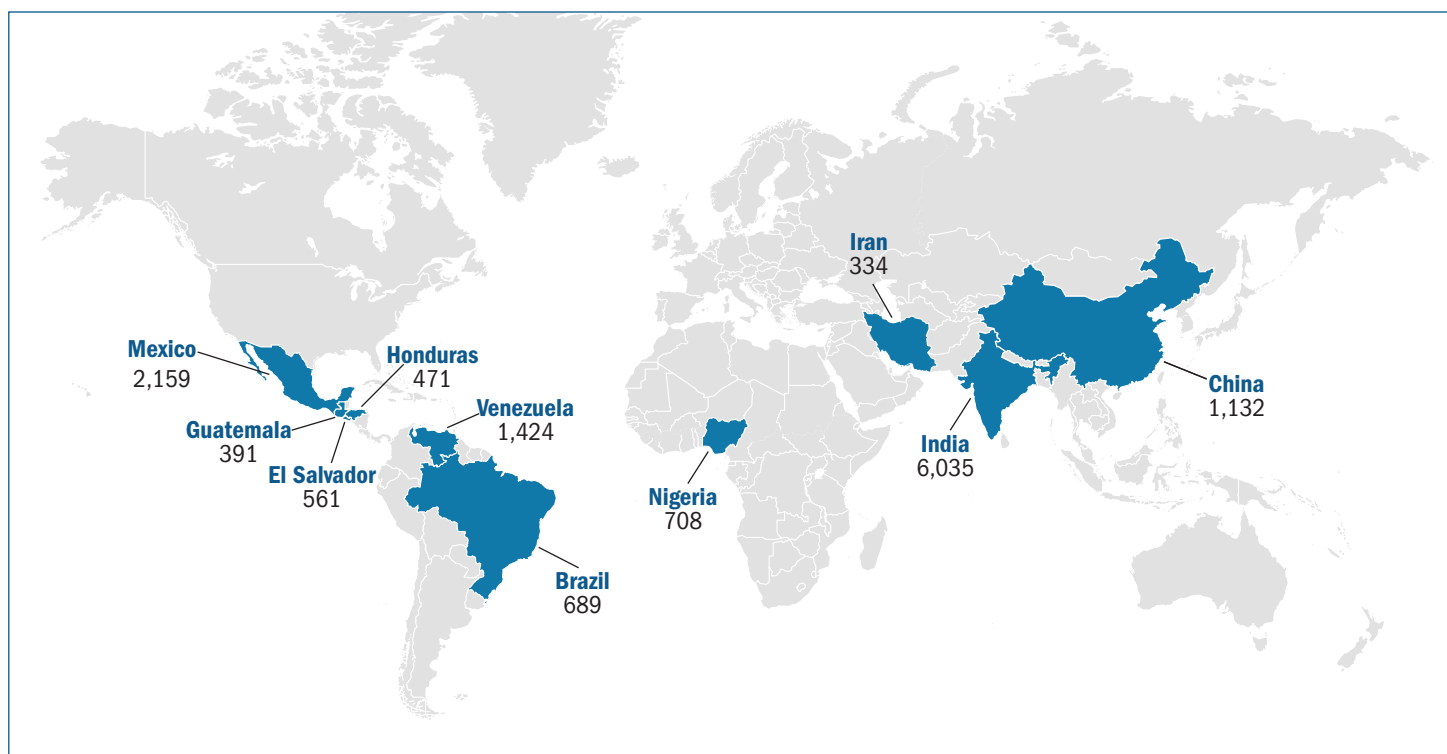 Mexico
2,159
Honduras
471
Guatemala
391
El Salvador
561
Venezuela
1,424
Brazil
689
Nigeria
708
Iran
334
India
6,035
China
1,132